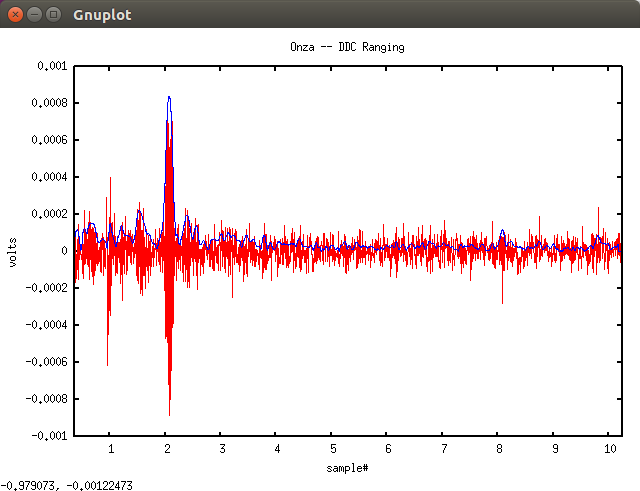 Gnuplot
Onza -- DDC Ranging
0.001
0.0008
0.0006
0.0004
0.0002
0
-0.0002
-0.0004
-0.0006
-0.0008
-0.001
volts
1 2 3 4 5 6 7 8 9 10
sample#
-0.979073, -0.00122473